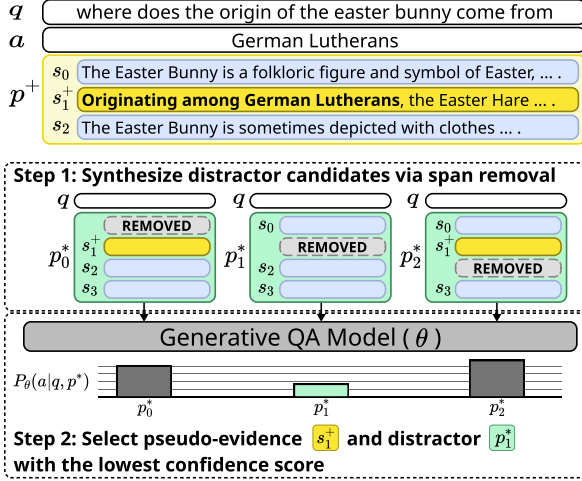 q where does the origin of the easter bunny come from
a German Lutherans
p⁺
s₀ The Easter Bunny is a folkloric figure and symbol of Easter, ... .
s₁⁺ Originating among German Lutherans, the Easter Hare ... .
s₂ The Easter Bunny is sometimes depicted with clothes ... .
Step 1: Synthesize distractor candidates via span removal
q q q
p₀* REMOVED s₁⁺ s₂ s₃
p₁* s₀ REMOVED s₂ s₃
p₂* s₀ s₁⁺ REMOVED s₃
Generative QA Model ( θ )
P_θ(a|q, p*)
p₀* p₁* p₂*
Step 2: Select pseudo-evidence s₁⁺ and distractor p₁*
with the lowest confidence score